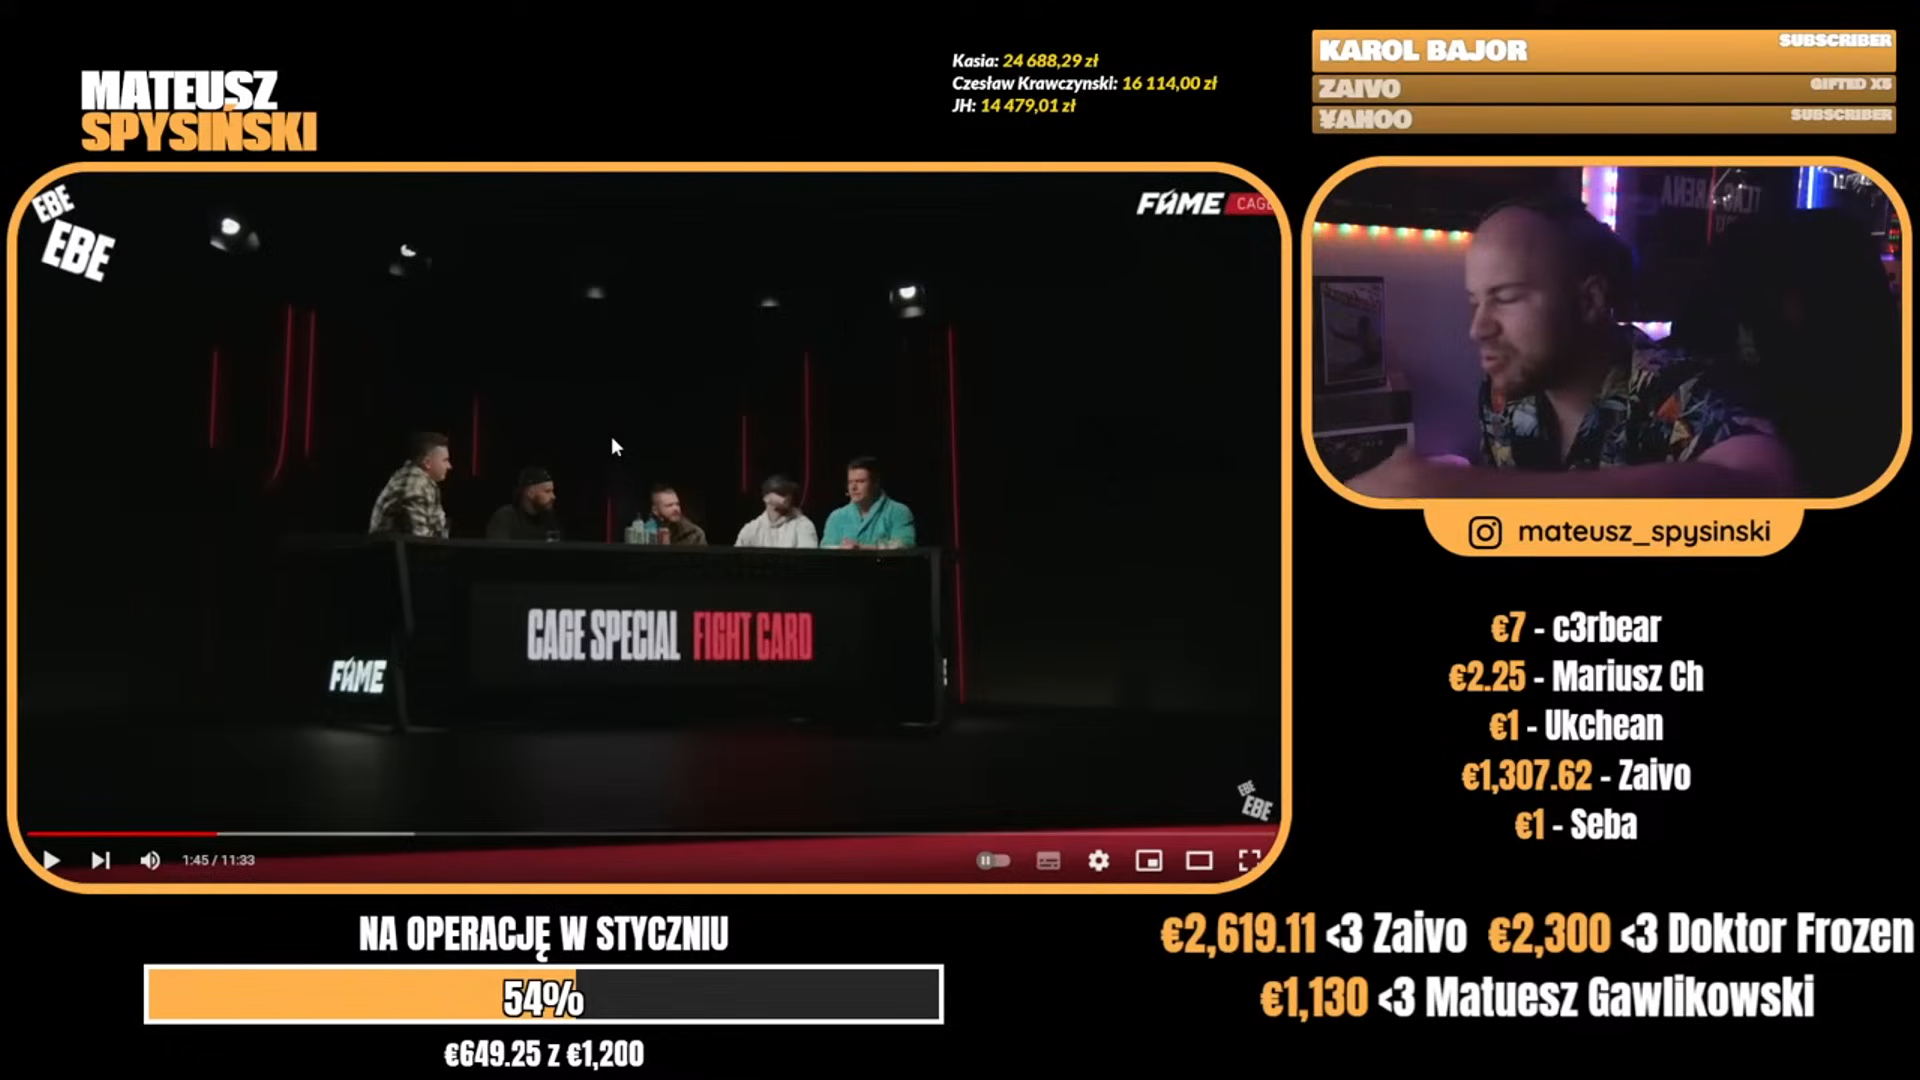 MATEUSZ
SPYSIŃSKI
Kasia: 24 688,29 zł
Czesław Krawczynski: 16 114,00 zł
JH: 14 479,01 zł
KAROL BAJOR SUBSCRIBER
ZAIVO GIFTED X5
¥AHOO SUBSCRIBER
EBE
EBE
FAME CAGE
CAGE SPECIAL FIGHT CARD
FAME
EBE
EBE
1:45 / 11:33
mateusz_spysinski
€7 - c3rbear
€2.25 - Mariusz Ch
€1 - Ukchean
€1,307.62 - Zaivo
€1 - Seba
NA OPERACJĘ W STYCZNIU
54%
€649.25 z €1,200
€2,619.11 <3 Zaivo €2,300 <3 Doktor Frozen
€1,130 <3 Matuesz Gawlikowski